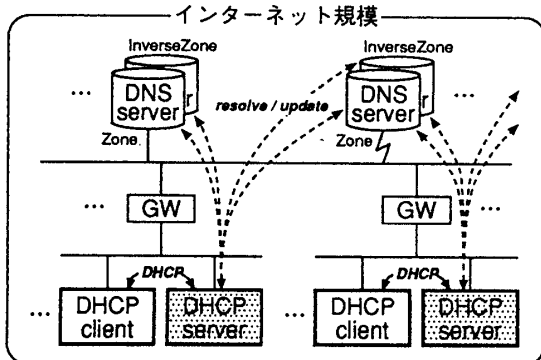 インターネット規模
InverseZone
InverseZone
...
DNS
server
resolve / update
DNS
server
...
Zone
Zone
...
GW
...
GW
...
DHCP
DHCP
...
DHCP
client
DHCP
server
...
DHCP
client
DHCP
server